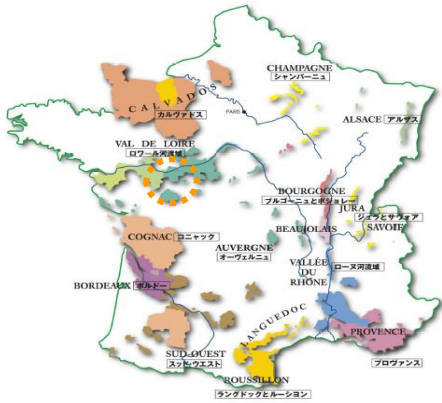 CHAMPAGNE
シャンパーニュ
CALVADOS
PARIS
カルヴァドス
ALSACE アルザス
VAL DE LOIRE
ロワール河流域
BOURGOGNE
ブルゴーニュとボジョレー
JURA
ジュラとサヴォア
SAVOIE
BEAUJOLAIS
COGNAC コニャック
AUVERGNE
オーヴェルニュ
VALLÉE
DU
RHÔNE
ローヌ河流域
BORDEAUX ボルドー
LANGUEDOC
PROVENCE
プロヴァンス
SUD-OUEST
スッド・ウエスト
ROUSSILLON
ラングドックとルーション